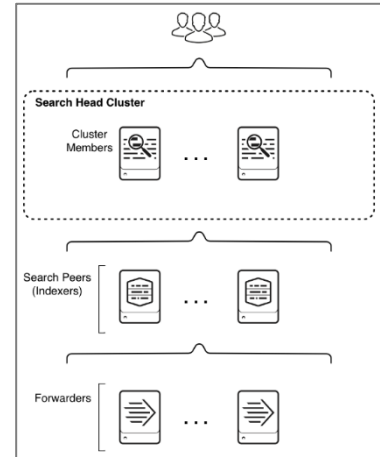 Search Head Cluster
Cluster
Members
. . .
Search Peers
(Indexers)
. . .
Forwarders
. . .